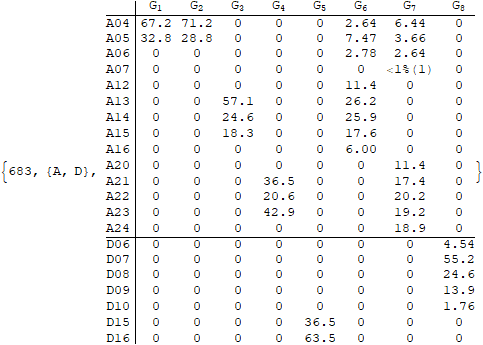 G₁ G₂ G₃ G₄ G₅ G₆ G₇ G₈
A04 67.2 71.2 0 0 0 2.64 6.44 0
A05 32.8 28.8 0 0 0 7.47 3.66 0
A06 0 0 0 0 0 2.78 2.64 0
A07 0 0 0 0 0 0 <1%(1) 0
A12 0 0 0 0 0 11.4 0 0
A13 0 0 57.1 0 0 26.2 0 0
A14 0 0 24.6 0 0 25.9 0 0
A15 0 0 18.3 0 0 17.6 0 0
A16 0 0 0 0 0 6.00 0 0
A20 0 0 0 0 0 0 11.4 0
{683, {A, D}, A21 0 0 0 36.5 0 0 17.4 0 }
A22 0 0 0 20.6 0 0 20.2 0
A23 0 0 0 42.9 0 0 19.2 0
A24 0 0 0 0 0 0 18.9 0
D06 0 0 0 0 0 0 0 4.54
D07 0 0 0 0 0 0 0 55.2
D08 0 0 0 0 0 0 0 24.6
D09 0 0 0 0 0 0 0 13.9
D10 0 0 0 0 0 0 0 1.76
D15 0 0 0 0 36.5 0 0 0
D16 0 0 0 0 63.5 0 0 0